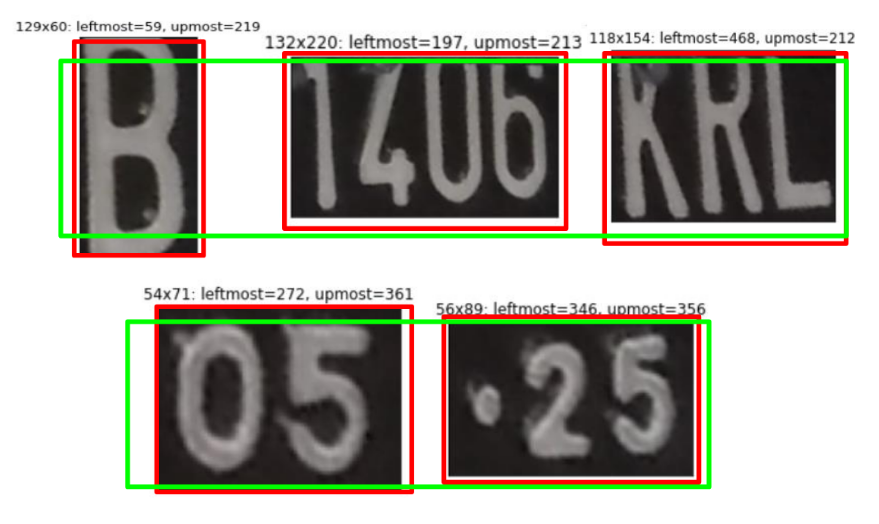 129x60: leftmost=59, upmost=219
132x220: leftmost=197, upmost=213
118x154: leftmost=468, upmost=212
B 1406 KRL
54x71: leftmost=272, upmost=361
56x89: leftmost=346, upmost=356
05 · 25